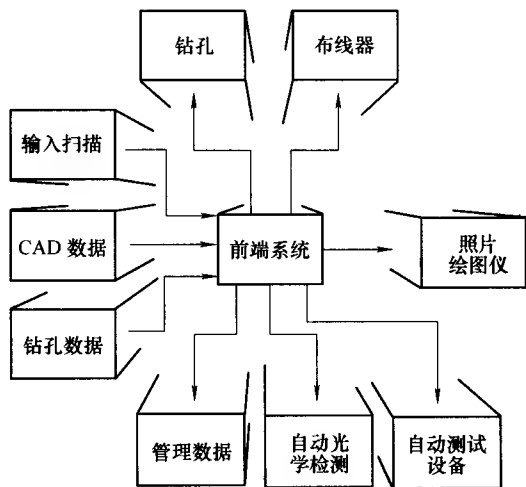 钻孔
布线器
输入扫描
CAD 数据
前端系统
照片
绘图仪
钻孔数据
管理数据
自动光
学检测
自动测试
设备